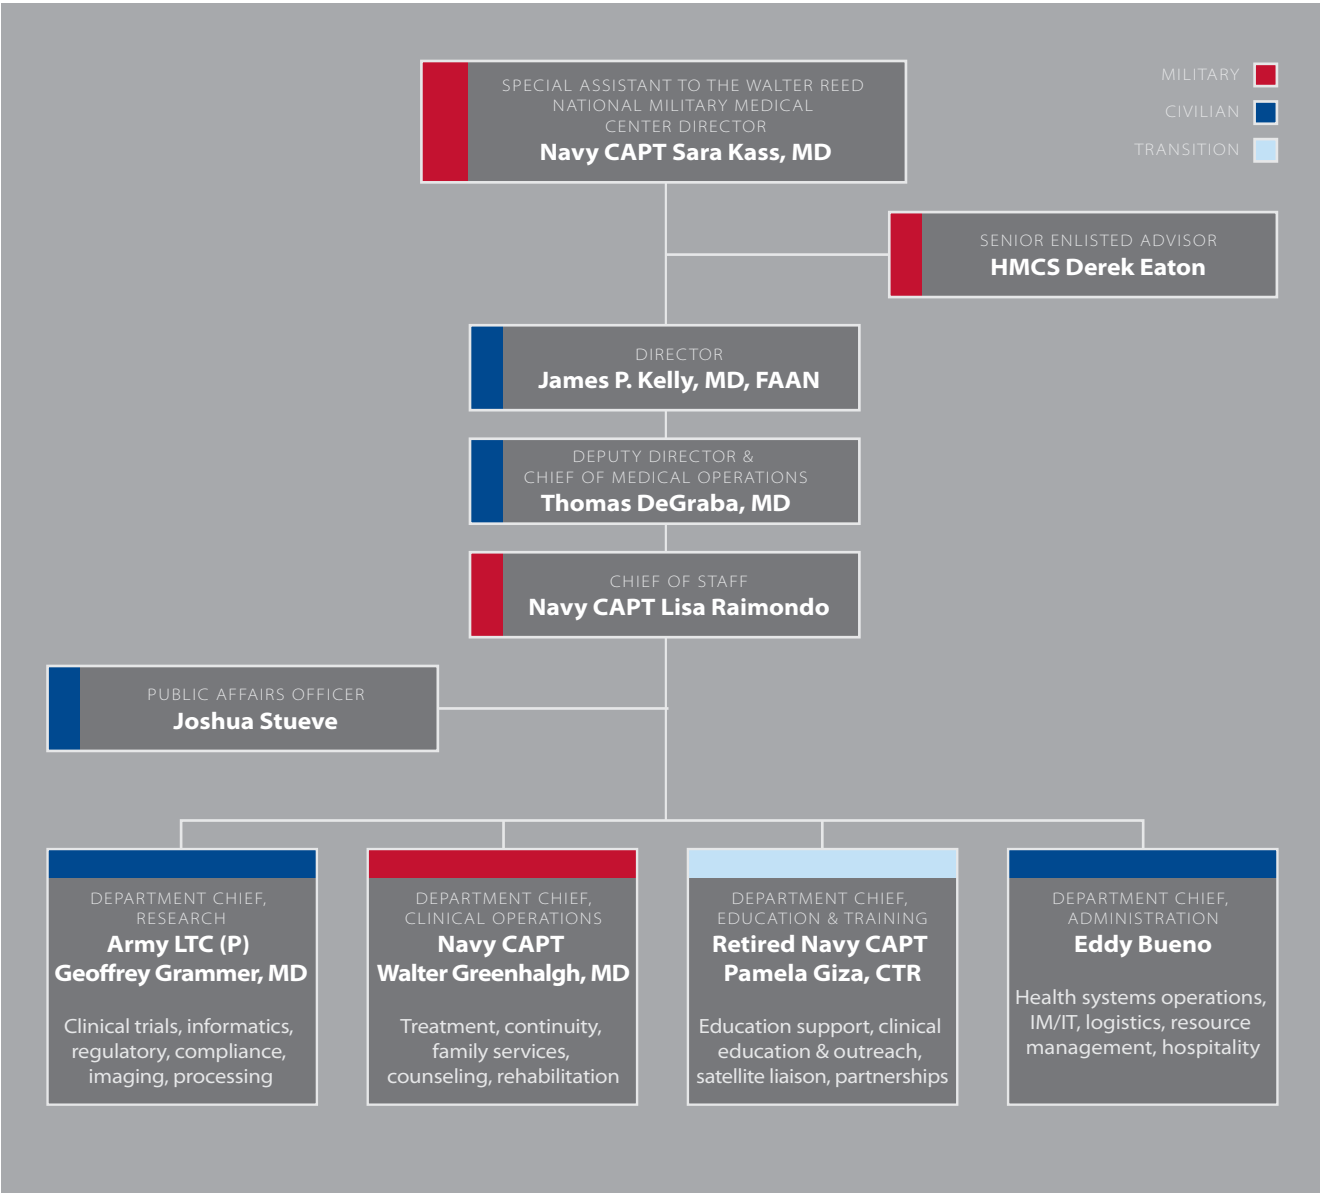 SPECIAL ASSISTANT TO THE WALTER REED
NATIONAL MILITARY MEDICAL
CENTER DIRECTOR
Navy CAPT Sara Kass, MD
MILITARY
CIVILIAN
TRANSITION
SENIOR ENLISTED ADVISOR
HMCS Derek Eaton
DIRECTOR
James P. Kelly, MD, FAAN
DEPUTY DIRECTOR &
CHIEF OF MEDICAL OPERATIONS
Thomas DeGraba, MD
CHIEF OF STAFF
Navy CAPT Lisa Raimondo
PUBLIC AFFAIRS OFFICER
Joshua Stueve
DEPARTMENT CHIEF,
RESEARCH
Army LTC (P)
Geoffrey Grammer, MD
Clinical trials, informatics,
regulatory, compliance,
imaging, processing
DEPARTMENT CHIEF,
CLINICAL OPERATIONS
Navy CAPT
Walter Greenhalgh, MD
Treatment, continuity,
family services,
counseling, rehabilitation
DEPARTMENT CHIEF,
EDUCATION & TRAINING
Retired Navy CAPT
Pamela Giza, CTR
Education support, clinical
education & outreach,
satellite liaison, partnerships
DEPARTMENT CHIEF,
ADMINISTRATION
Eddy Bueno
Health systems operations,
IM/IT, logistics, resource
management, hospitality